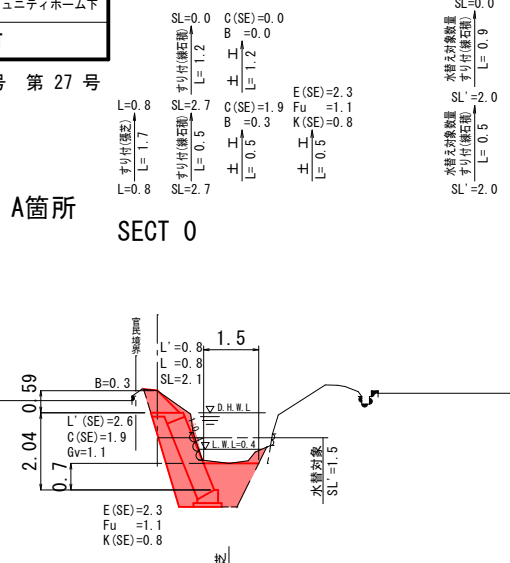 ュニティホーム下
号 第 27 号
SL=0.0
すり付(練石積)
L= 1.2
SL=2.7
すり付(練石積)
L= 0.5
SL=2.7
C(SE)=0.0
B =0.0
土
L= 1.2
C(SE)=1.9
B =0.3
土
L= 0.5
E(SE)=2.3
Fu =1.1
K(SE)=0.8
土
L= 0.5
SL=0.0
水替え対象数量
すり付(練石積)
L= 0.9
SL'=2.0
水替え対象数量
すり付(練石積)
L= 0.5
SL'=2.0
L=0.8
すり付(張芝)
L= 1.7
L=0.8
A箇所
SECT 0
官民境界
L'=0.8
L =0.8
SL=2.1
1.5
B=0.3
0.59
D.H.W.L
L'(SE)=2.6
C(SE)=1.9
Gv=1.1
L.W.L=0.4
2.04
0.7
水替対象
SL'=1.5
E(SE)=2.3
Fu =1.1
K(SE)=0.8